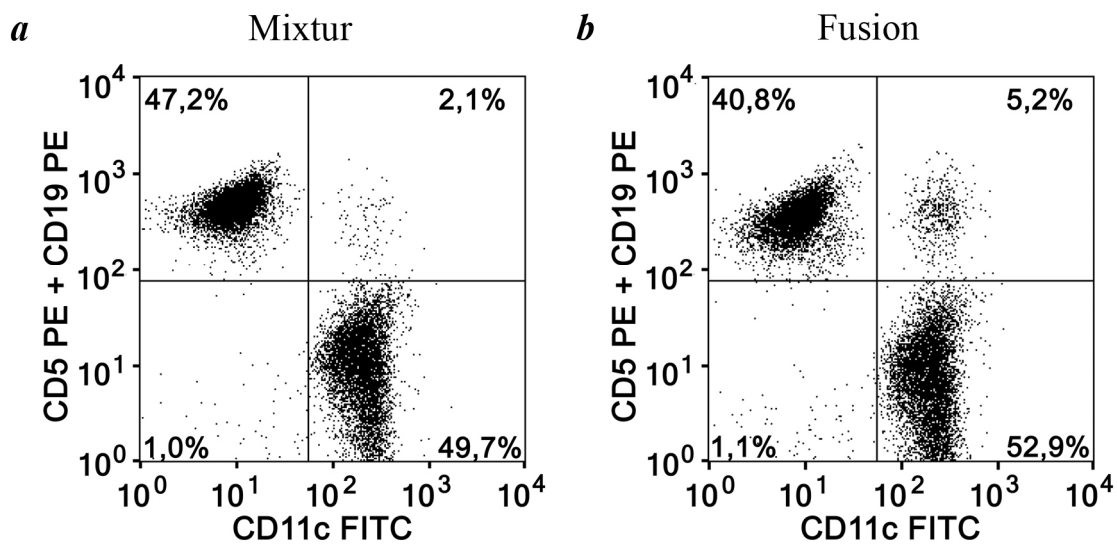 a Mixtur
10⁴
47,2% 2,1%
10³
10²
10¹
10⁰
1,0% 49,7%
10⁰ 10¹ 10² 10³ 10⁴
CD11c FITC
CD5 PE + CD19 PE
b Fusion
10⁴
40,8% 5,2%
10³
10²
10¹
10⁰
1,1% 52,9%
10⁰ 10¹ 10² 10³ 10⁴
CD11c FITC
CD5 PE + CD19 PE